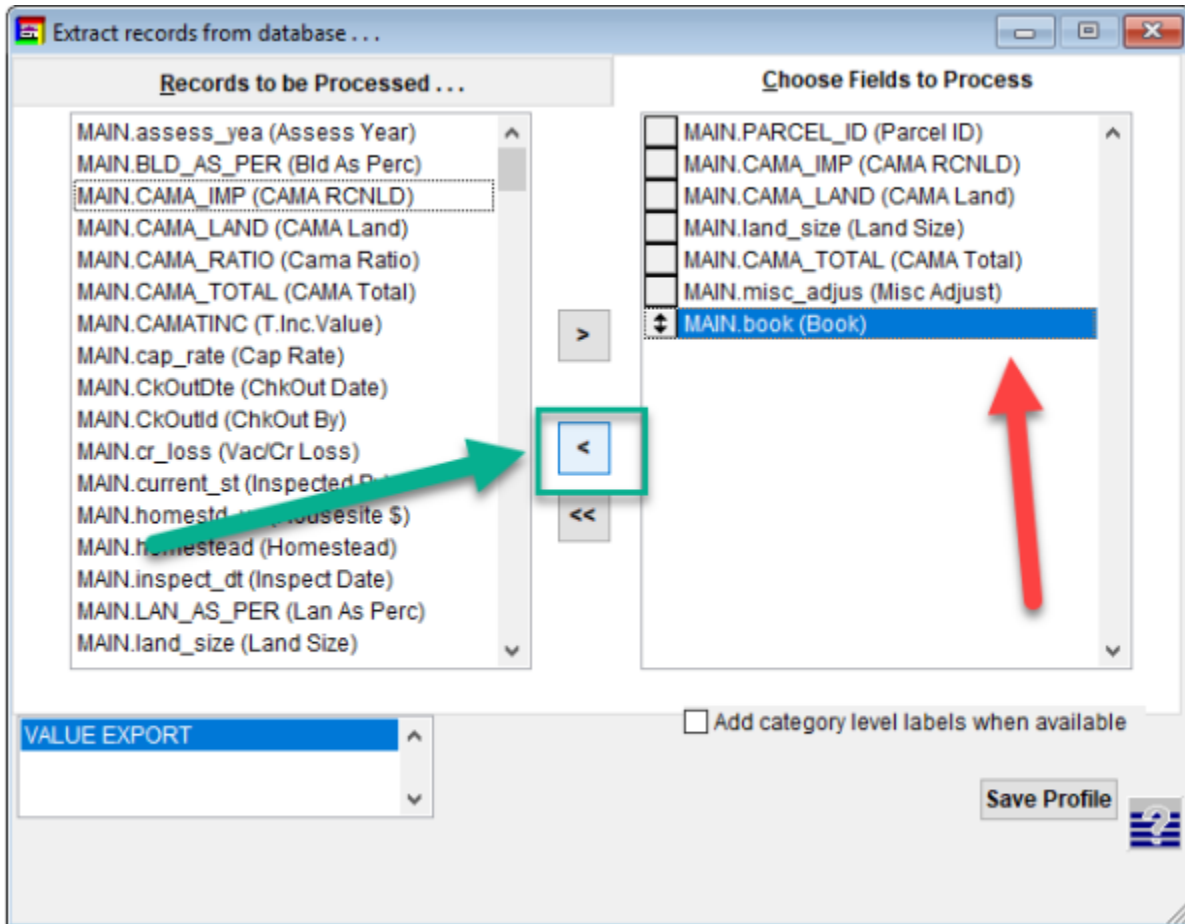 Extract records from database . . .
Records to be Processed . . .
Choose Fields to Process
MAIN.assess_yea (Assess Year)
MAIN.BLD_AS_PER (Bld As Perc)
MAIN.CAMA_IMP (CAMA RCNLD)
MAIN.CAMA_LAND (CAMA Land)
MAIN.CAMA_RATIO (Cama Ratio)
MAIN.CAMA_TOTAL (CAMA Total)
MAIN.CAMATINC (T.Inc.Value)
MAIN.cap_rate (Cap Rate)
MAIN.CkOutDte (ChkOut Date)
MAIN.CkOutId (ChkOut By)
MAIN.cr_loss (Vac/Cr Loss)
MAIN.current_st (Inspected
$)
MAIN.homestead (Homestead)
MAIN.inspect_dt (Inspect Date)
MAIN.LAN_AS_PER (Lan As Perc)
MAIN.land_size (Land Size)
>
<
<<
MAIN.PARCEL_ID (Parcel ID)
MAIN.CAMA_IMP (CAMA RCNLD)
MAIN.CAMA_LAND (CAMA Land)
MAIN.land_size (Land Size)
MAIN.CAMA_TOTAL (CAMA Total)
MAIN.misc_adjus (Misc Adjust)
MAIN.book (Book)
VALUE EXPORT
Add category level labels when available
Save Profile
?